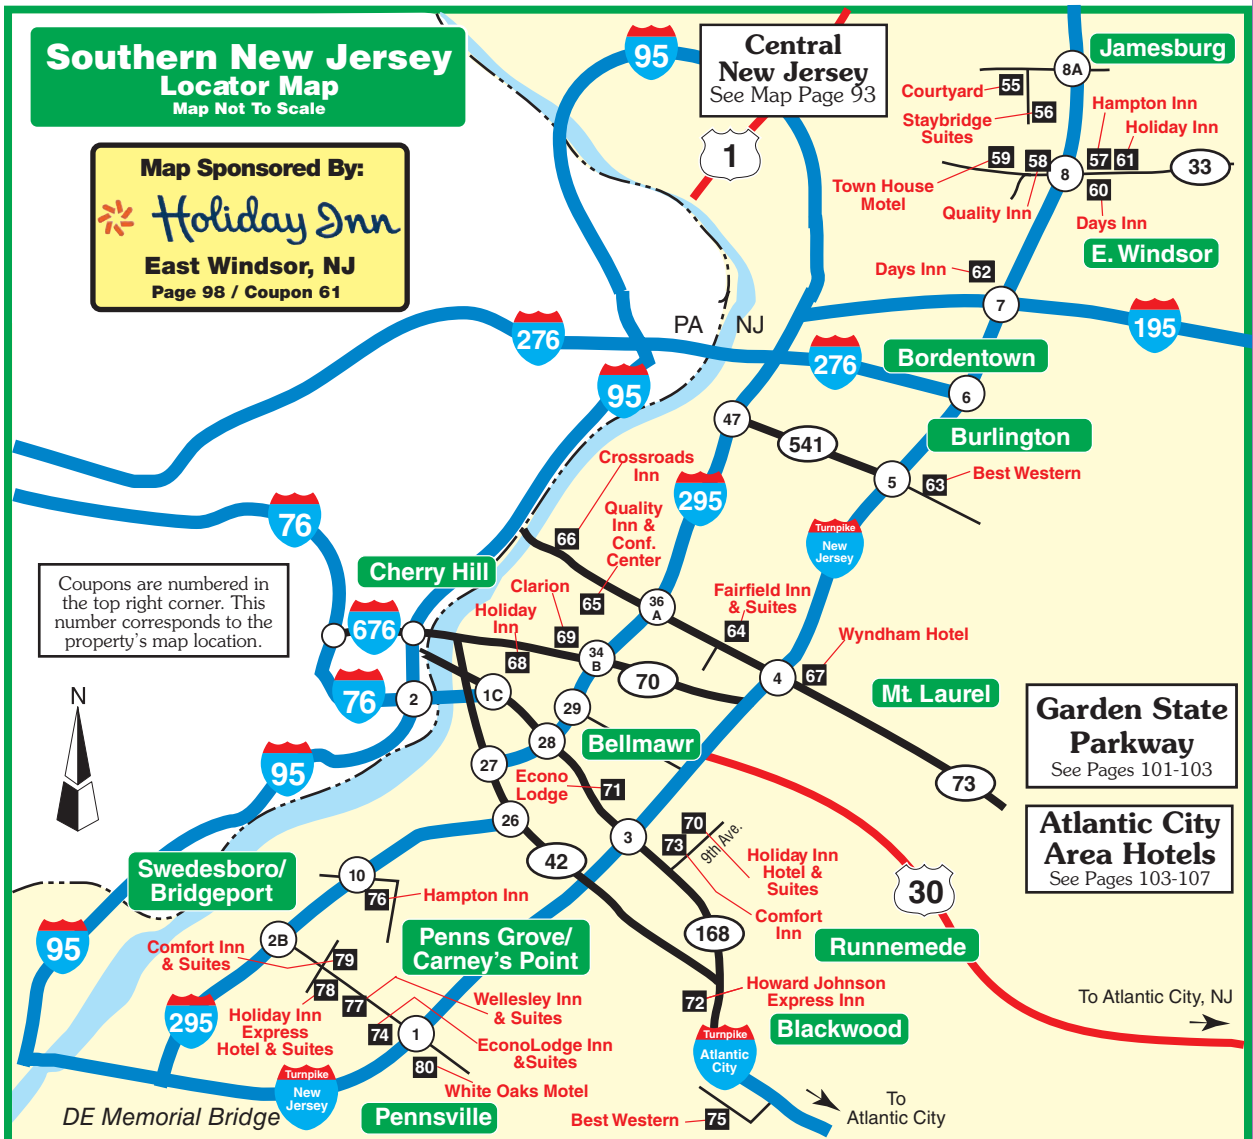 Southern New Jersey
Locator Map
Map Not To Scale
Map Sponsored By:
Holiday Inn
East Windsor, NJ
Page 98 / Coupon 61
95
Central
New Jersey
See Map Page 93
1
Jamesburg
8A
Courtyard
55
Staybridge
Suites
56
Hampton Inn
Holiday Inn
59
58
57
61
8
33
Town House
Motel
60
Quality Inn
Days Inn
E. Windsor
Days Inn
62
7
195
PA
NJ
276
276
Bordentown
95
6
47
541
Burlington
Crossroads
Inn
5
63
Best Western
295
Quality
Inn &
Conf.
Center
76
66
Turnpike
New
Jersey
Coupons are numbered in
the top right corner. This
number corresponds to the
property's map location.
Cherry Hill
Clarion
65
36
A
Fairfield Inn
& Suites
64
Holiday
Inn
69
676
68
34
B
Wyndham Hotel
67
70
4
76
2
1C
29
Mt. Laurel
N
28
Bellmawr
Garden State
Parkway
See Pages 101-103
95
27
Econo
Lodge
71
73
26
3
70
73
9th Ave.
Atlantic City
Area Hotels
See Pages 103-107
Swedesboro/
Bridgeport
42
Holiday Inn
Hotel &
Suites
10
76
Hampton Inn
30
Comfort
Inn
95
2B
Comfort Inn
& Suites
79
Penns Grove/
Carney's Point
168
Runnemede
78
77
Wellesley Inn
& Suites
72
Howard Johnson
Express Inn
To Atlantic City, NJ
295
Holiday Inn
Express
Hotel & Suites
74
1
EconoLodge Inn
&Suites
Blackwood
Turnpike
Atlantic
City
80
White Oaks Motel
Turnpike
New
Jersey
DE Memorial Bridge
Pennsville
Best Western
75
To
Atlantic City